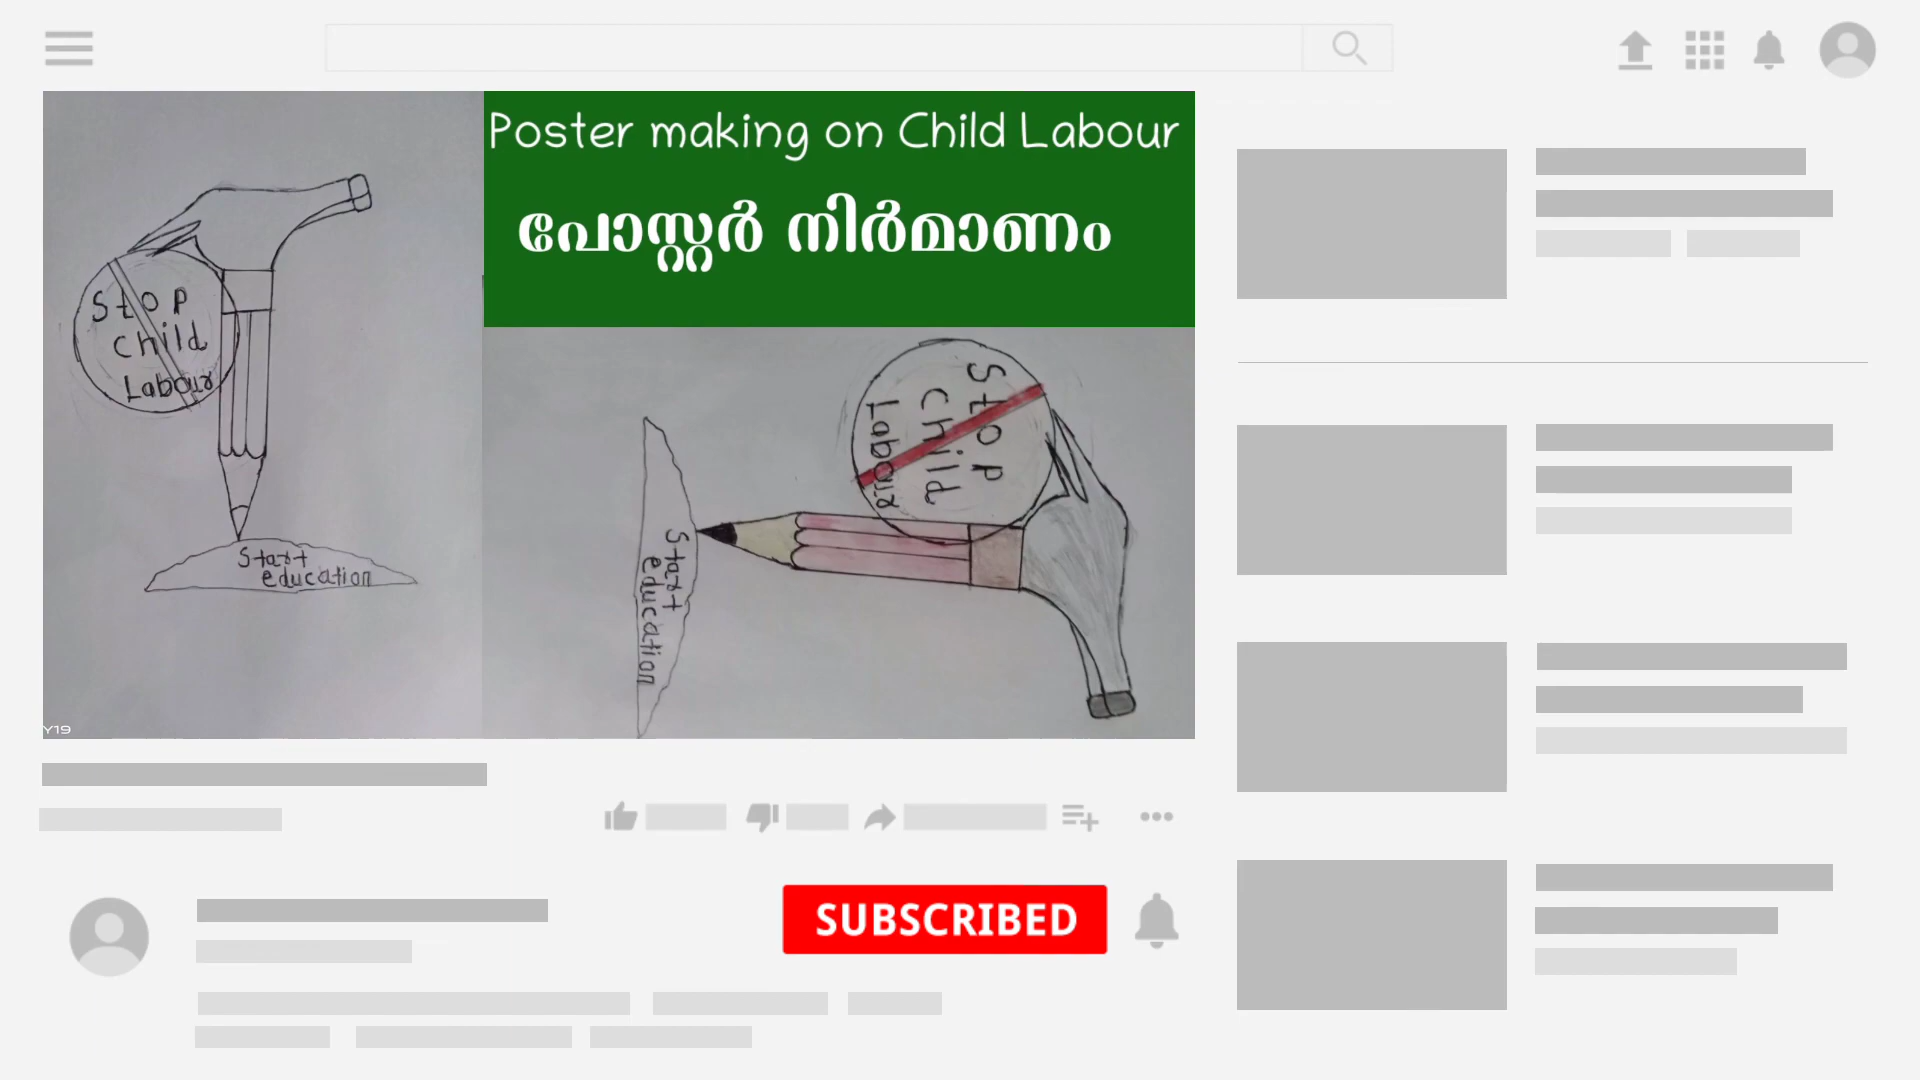 Poster making on Child Labour
പോസ്റ്റർ നിർമാണം
Stop
Child
Labour
Start
education
Stop
Child
Labour
Start
education
Y19
SUBSCRIBED